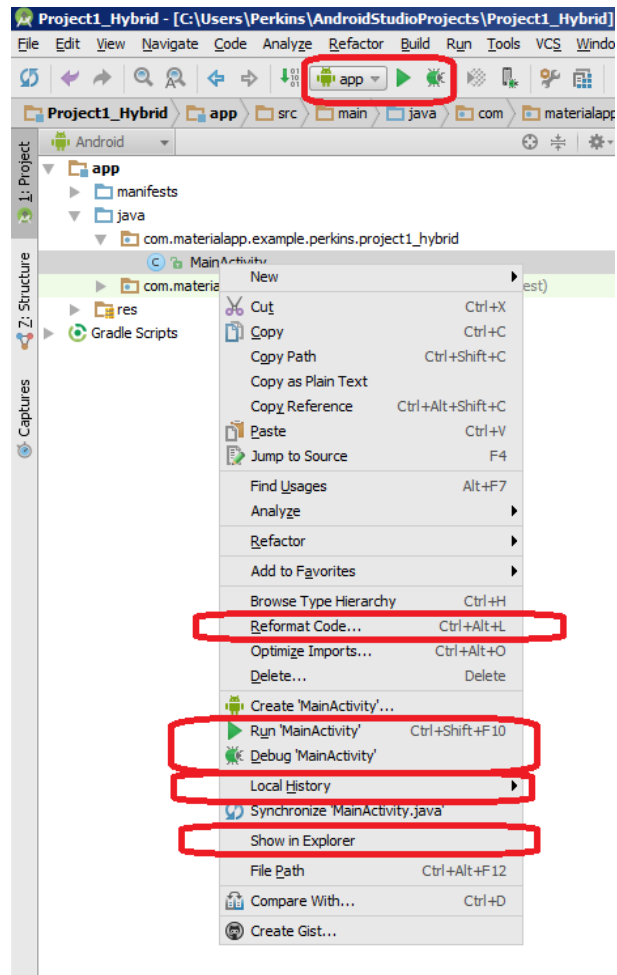 Project1_Hybrid - [C:\Users\Perkins\AndroidStudioProjects\Project1_Hybrid]
File Edit View Navigate Code Analyze Refactor Build Run Tools VCS Windo
app
Project1_Hybrid app src main java com materialapp
Android
1: Project
app
manifests
java
com.materialapp.example.perkins.project1_hybrid
MainActivity
com.materia est)
res
Gradle Scripts
Z: Structure
Captures
New
Cut Ctrl+X
Copy Ctrl+C
Copy Path Ctrl+Shift+C
Copy as Plain Text
Copy Reference Ctrl+Alt+Shift+C
Paste Ctrl+V
Jump to Source F4
Find Usages Alt+F7
Analyze
Refactor
Add to Favorites
Browse Type Hierarchy Ctrl+H
Reformat Code... Ctrl+Alt+L
Optimize Imports... Ctrl+Alt+O
Delete... Delete
Create 'MainActivity'...
Run 'MainActivity' Ctrl+Shift+F10
Debug 'MainActivity'
Local History
Synchronize 'MainActivity.java'
Show in Explorer
File Path Ctrl+Alt+F12
Compare With... Ctrl+D
Create Gist...